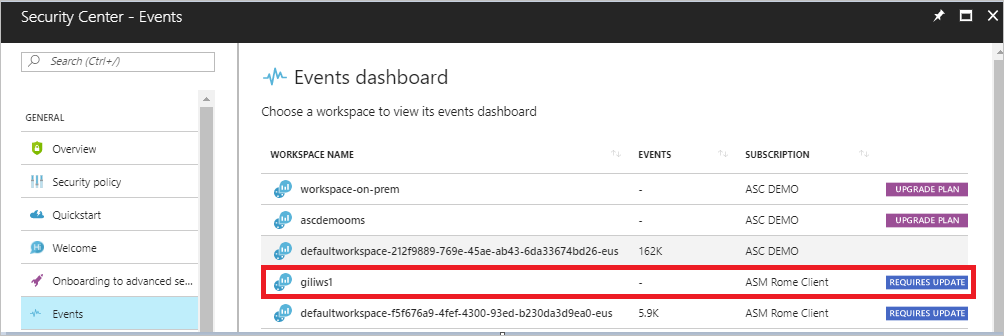 Security Center - Events
Search (Ctrl+/)
GENERAL
Overview
Security policy
Quickstart
Welcome
Onboarding to advanced se...
Events
Events dashboard
Choose a workspace to view its events dashboard
WORKSPACE NAME EVENTS SUBSCRIPTION
workspace-on-prem - ASC DEMO UPGRADE PLAN
ascdemooms - ASC DEMO UPGRADE PLAN
defaultworkspace-212f9889-769e-45ae-ab43-6da33674bd26-eus 162K ASC DEMO
giliws1 - ASM Rome Client REQUIRES UPDATE
defaultworkspace-f5f676a9-4fef-4300-93ed-b230da3d9ea0-eus 5.9K ASM Rome Client REQUIRES UPDATE